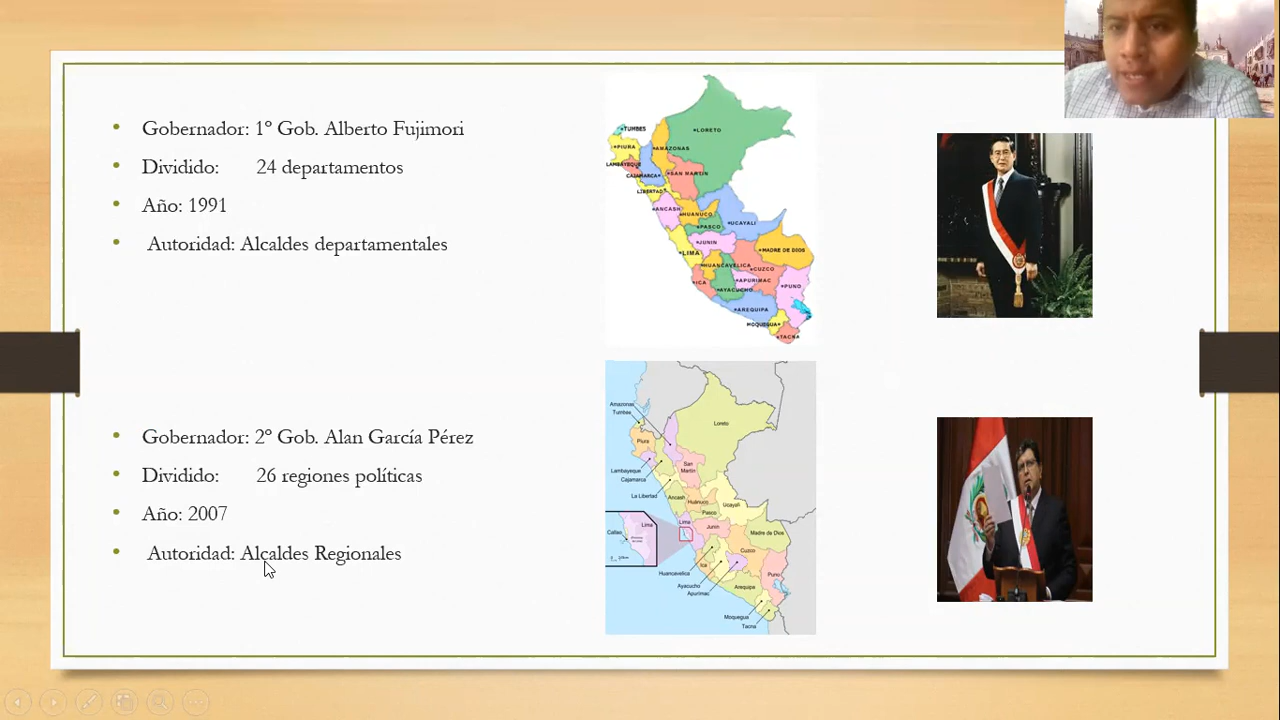 Gobernador: 1º Gob. Alberto Fujimori
Dividido: 24 departamentos
Año: 1991
Autoridad: Alcaldes departamentales
TUMBES
LORETO
PIURA
AMAZONAS
LAMBAYEQUE
CAJAMARCA
SAN MARTIN
LIBERTAD
ANCASH
HUANUCO
UCAYALI
PASCO
JUNIN
LIMA
MADRE DE DIOS
HUANCAVELICA
CUZCO
ICA
APURIMAC
AYACUCHO
PUNO
AREQUIPA
MOQUEGUA
TACNA
Gobernador: 2º Gob. Alan García Pérez
Dividido: 26 regiones políticas
Año: 2007
Autoridad: Alcaldes Regionales
Amazonas
Tumbes
Loreto
Piura
San
Martín
Lambayeque
Cajamarca
La Libertad
Ancash
Huánuco
Ucayali
Pasco
Lima
Junín
Lima
Callao
Madre de Dios
Cuzco
Huancavelica
Ica
Puno
Ayacucho
Apurimac
Arequipa
Moquegua
Tacna